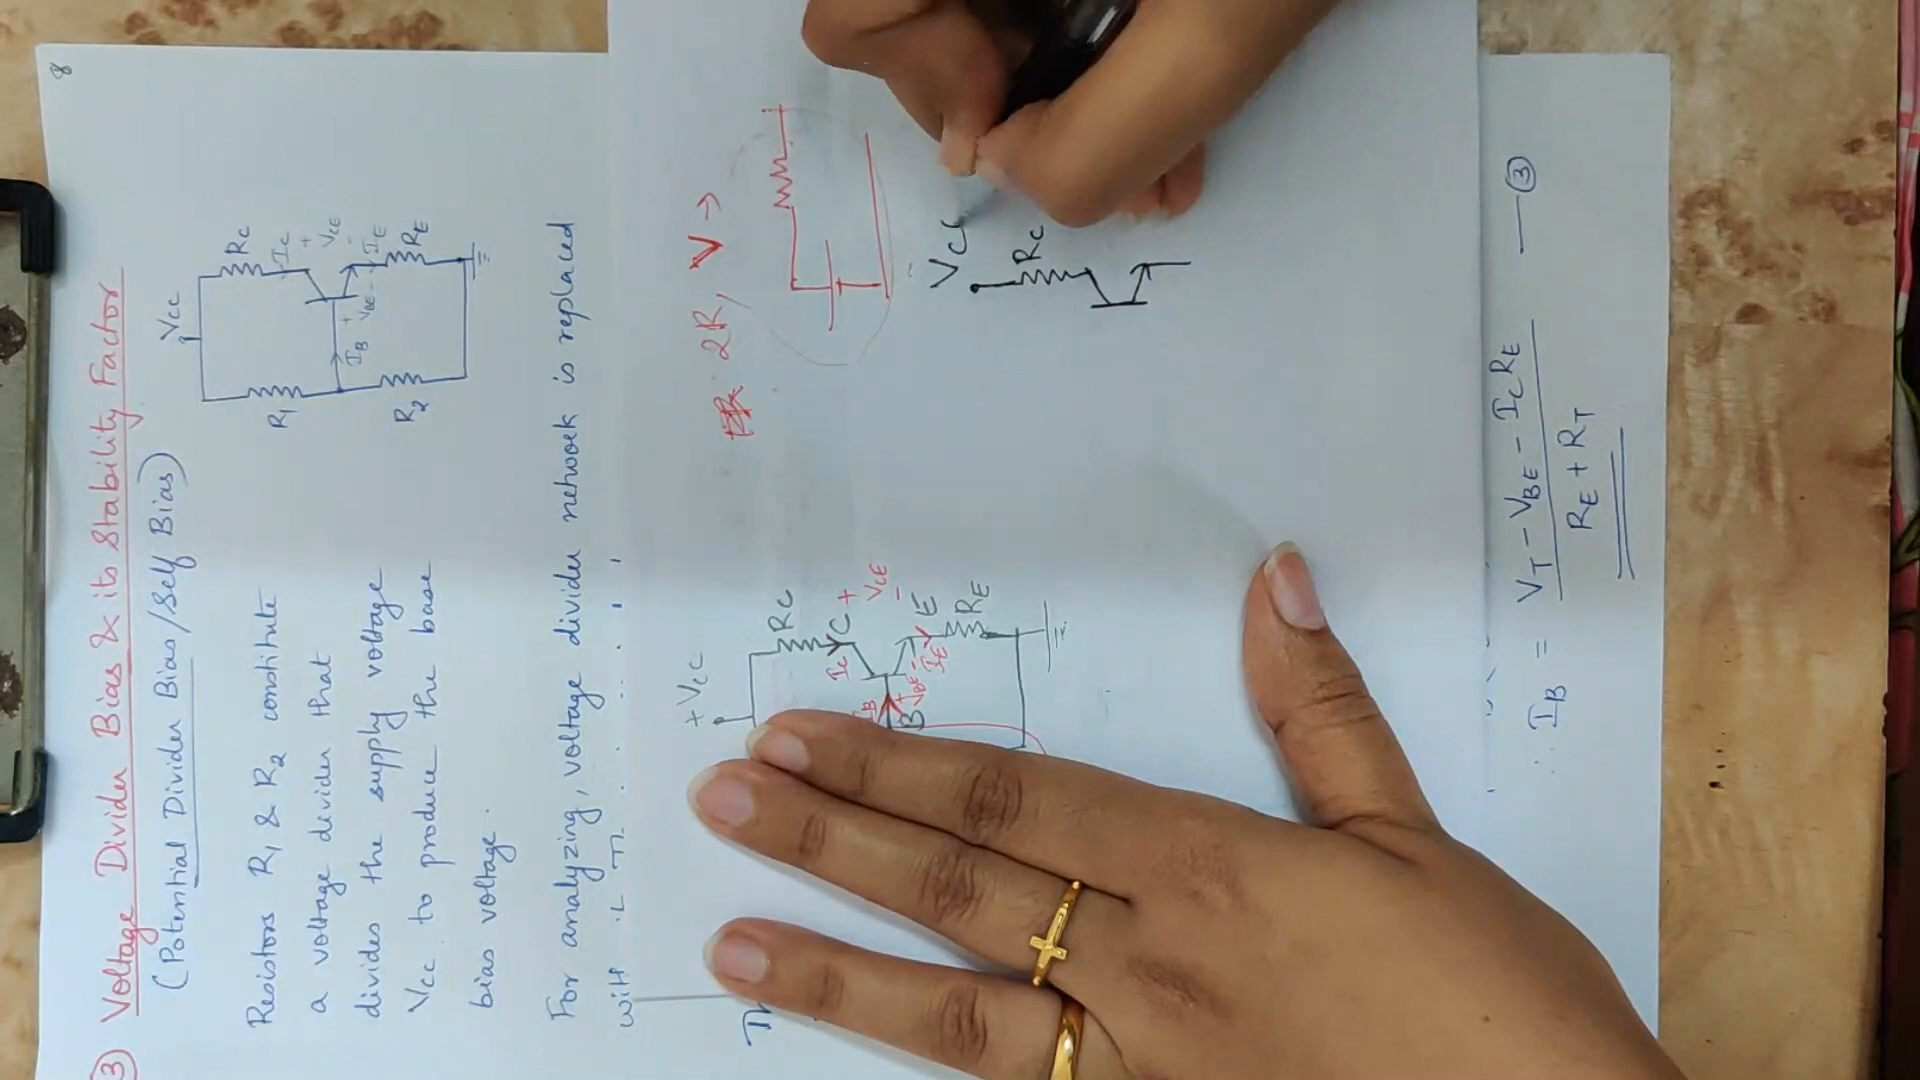 8
3 Voltage Divider Bias & its Stability Factor
(Potential Divider Bias/Self Bias)
Resistors R1 & R2 constitute
a voltage devider that
divides the supply voltage
Vcc to produce the base
bias voltage.
Vcc
R1
Rc
Ic
+
VCE
-
IB
+
VBE
-
IE
R2
RE
For analyzing, voltage divider network is replaced
with
+Vcc
Rc
Ic
C
+
VCE
-
IB
B
+
VBE
-
E
IE
RE
2R, V→
Vcc
Rc
∴ IB = VT - VBE - IcRE
RE + RT
—③